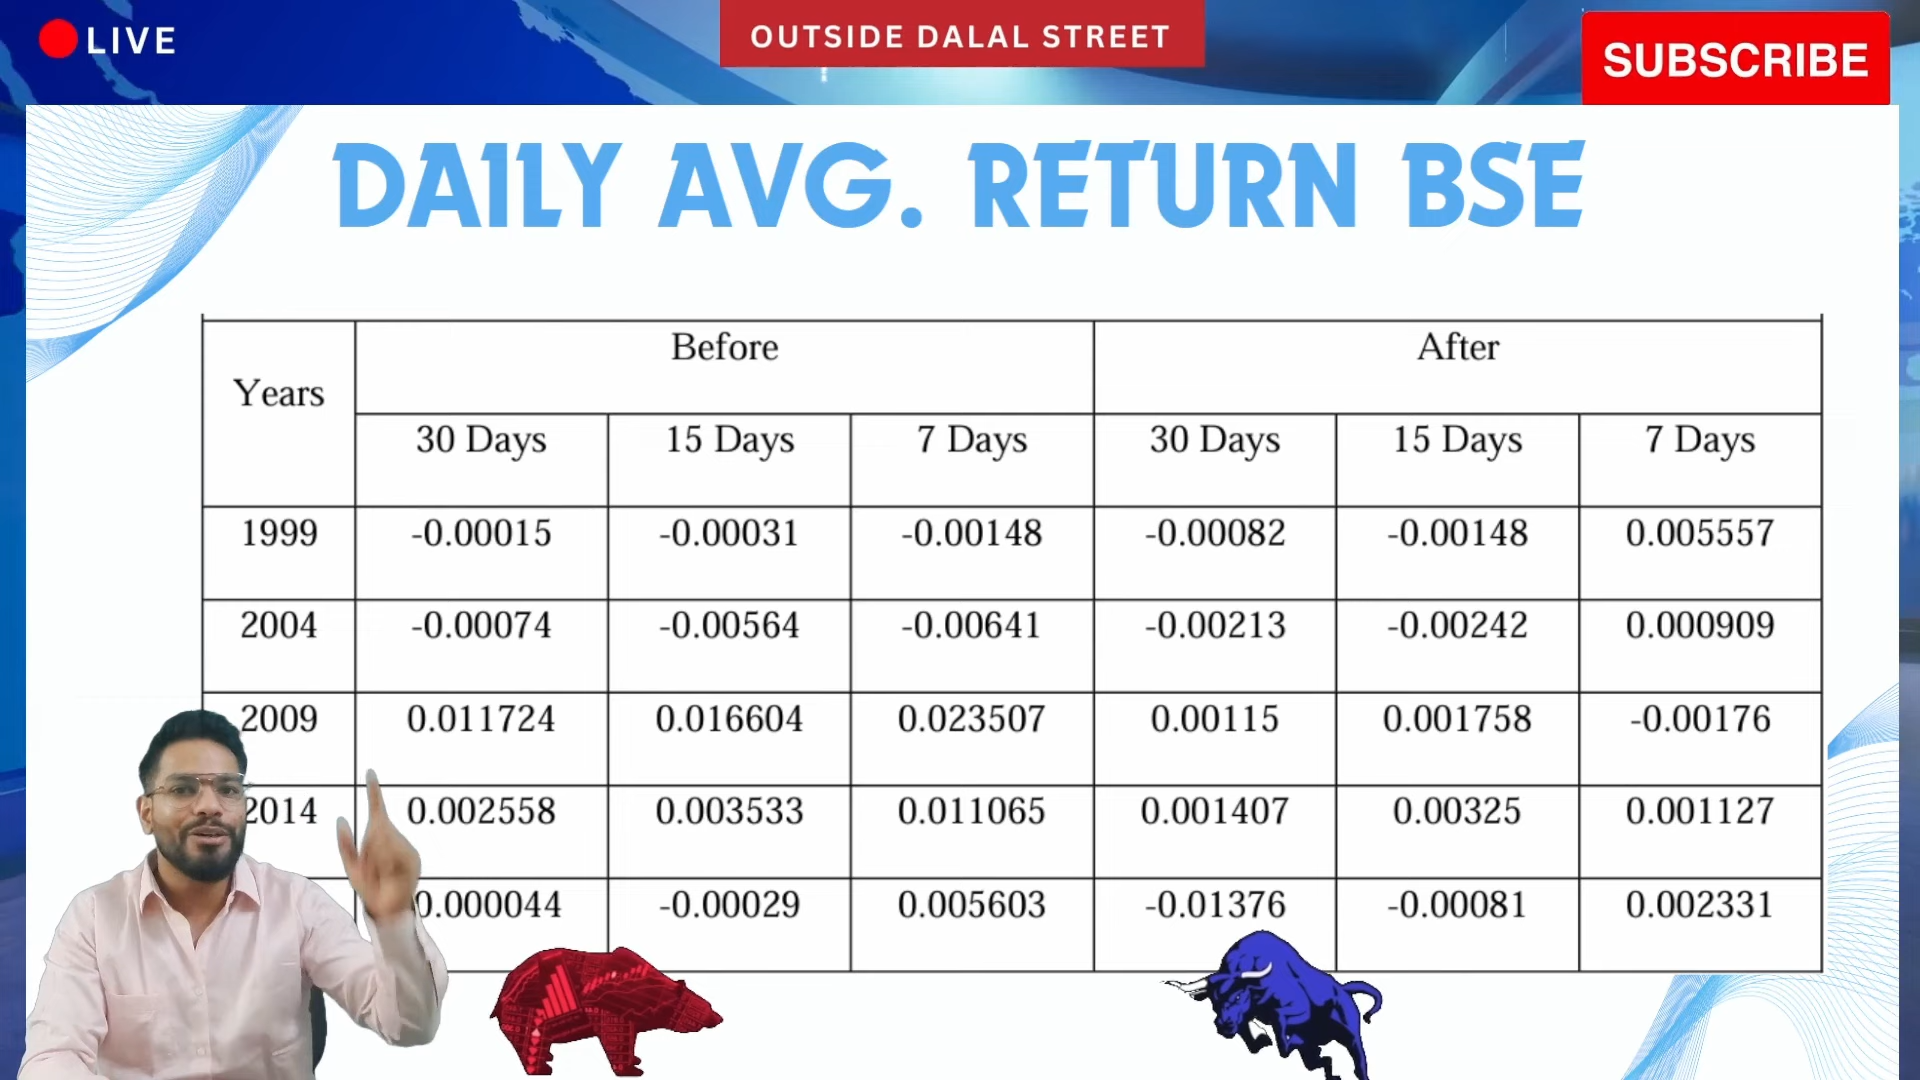 LIVE
OUTSIDE DALAL STREET
SUBSCRIBE
DAILY AVG. RETURN BSE
Years Before After
30 Days 15 Days 7 Days 30 Days 15 Days 7 Days
1999 -0.00015 -0.00031 -0.00148 -0.00082 -0.00148 0.005557
2004 -0.00074 -0.00564 -0.00641 -0.00213 -0.00242 0.000909
2009 0.011724 0.016604 0.023507 0.00115 0.001758 -0.00176
2014 0.002558 0.003533 0.011065 0.001407 0.00325 0.001127
0.000044 -0.00029 0.005603 -0.01376 -0.00081 0.002331